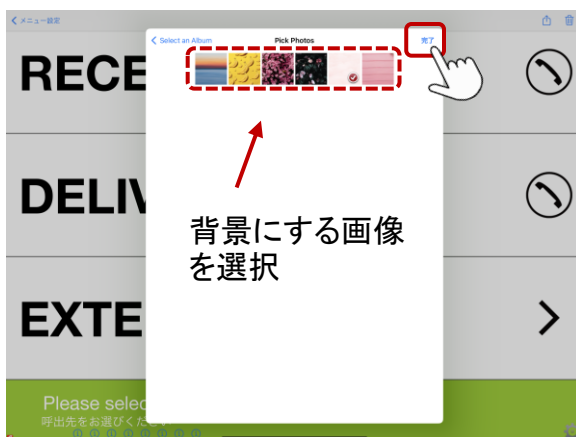 メニュー設定
Select an Album
Pick Photos
完了
RECE
DELIV
背景にする画像
を選択
EXTE
Please selec
呼出先をお選びくだ